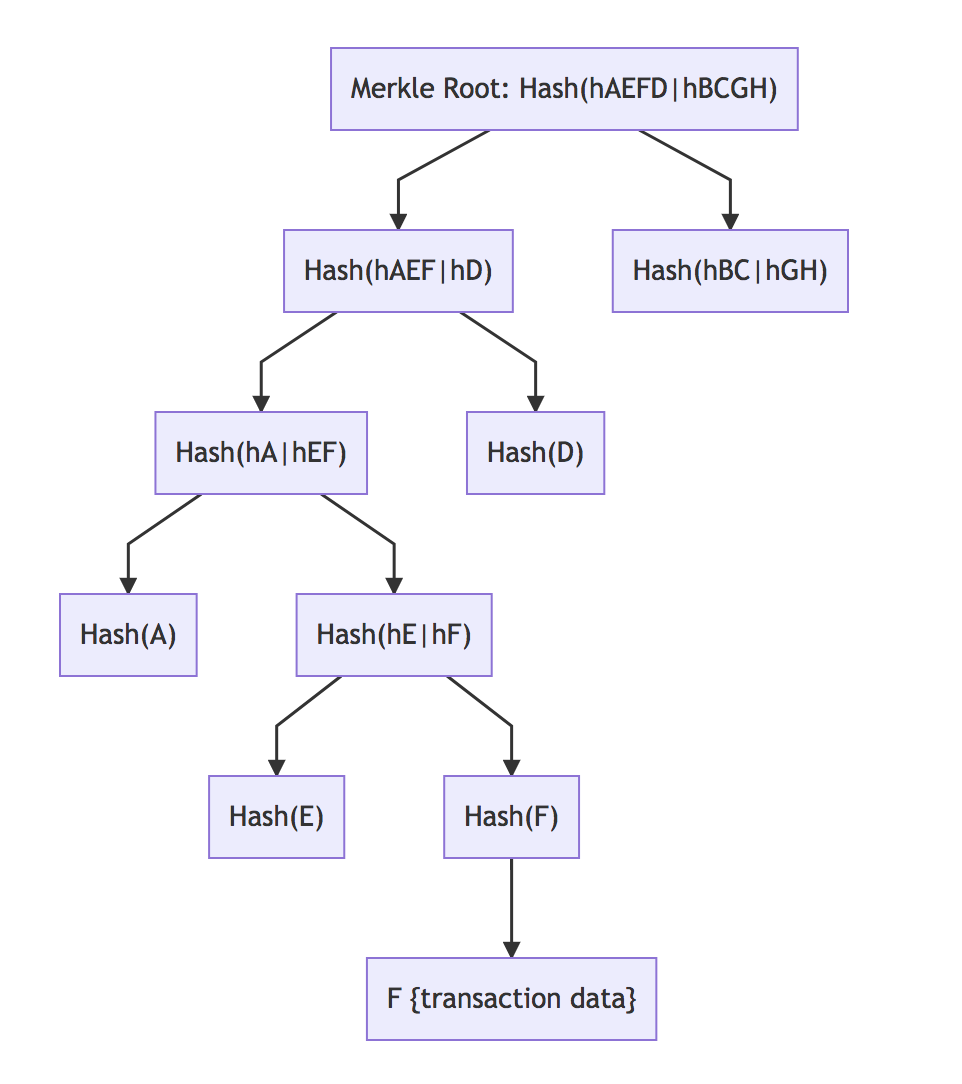 Merkle Root: Hash(hAEFD|hBCGH)
Hash(hAEF|hD)
Hash(hBC|hGH)
Hash(hA|hEF)
Hash(D)
Hash(A)
Hash(hE|hF)
Hash(E)
Hash(F)
F {transaction data}